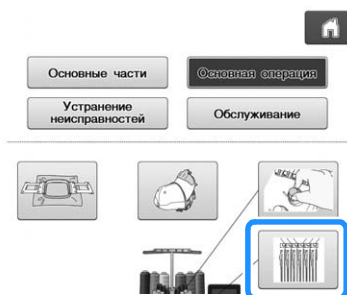 Основные части
Основная операция
Устранение
неисправностей
Обслуживание